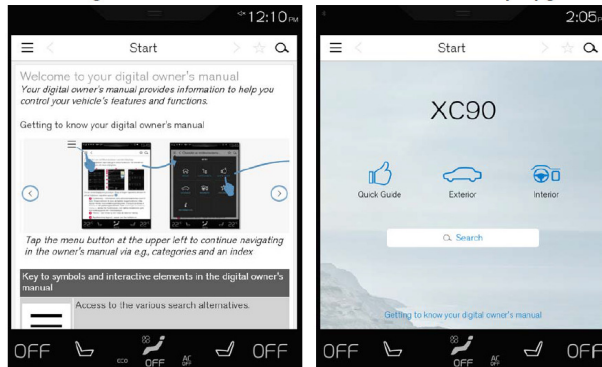 12:10 PM
Start
Welcome to your digital owner's manual
Your digital owner's manual provides information to help you
control your vehicle's features and functions.
Getting to know your digital owner's manual
Tap the menu button at the upper left to continue navigating
in the owner's manual via e.g., categories and an index
Key to symbols and interactive elements in the digital owner's
manual
Access to the various search alternatives.
OFF
eco
OFF
AC
OFF
OFF
2:05
Start
XC90
Quick Guide
Exterior
Interior
Search
Getting to know your digital owner's manual
OFF
OFF
AC
OFF
OFF